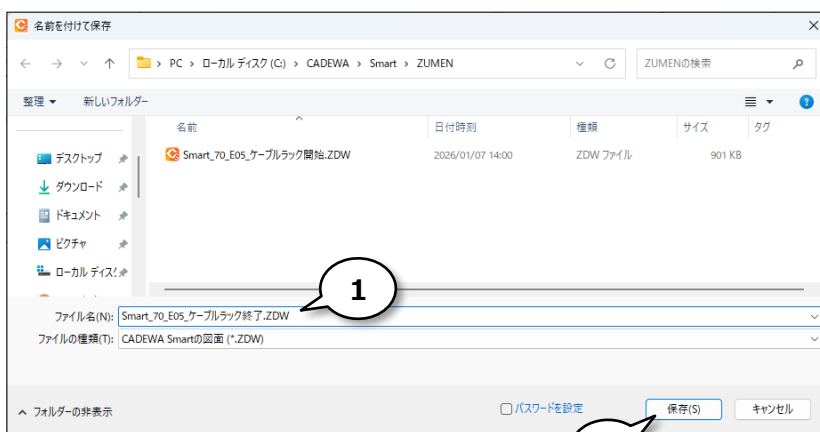 名前を付けて保存
PC › ローカル ディスク (C:) › CADEWA › Smart › ZUMEN
ZUMENの検索
整理 新しいフォルダー
名前 日付時刻 種類 サイズ タグ
Smart_70_E05_ケーブルラック開始.ZDW 2026/01/07 14:00 ZDW ファイル 901 KB
デスクトップ
ダウンロード
ドキュメント
ピクチャ
ローカル ディス
1
ファイル名(N): Smart_70_E05_ケーブルラック終了.ZDW
ファイルの種類(T): CADEWA Smartの図面 (*.ZDW)
フォルダーの非表示
パスワードを設定
保存(S)
キャンセル